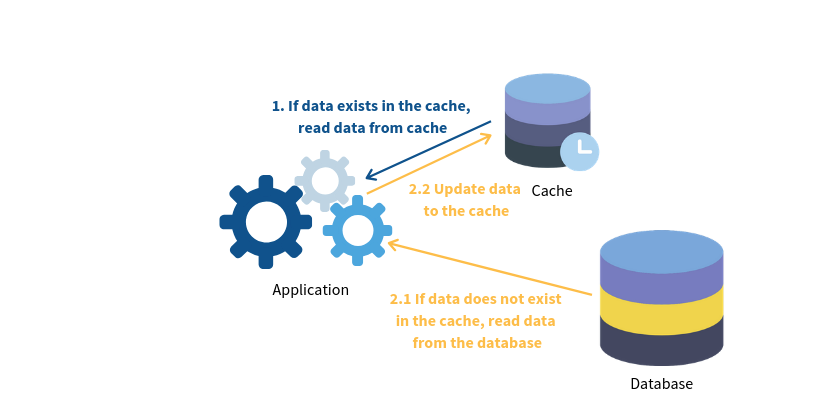 1. If data exists in the cache,
read data from cache
2.2 Update data
to the cache
Cache
Application
2.1 If data does not exist
in the cache, read data
from the database
Database